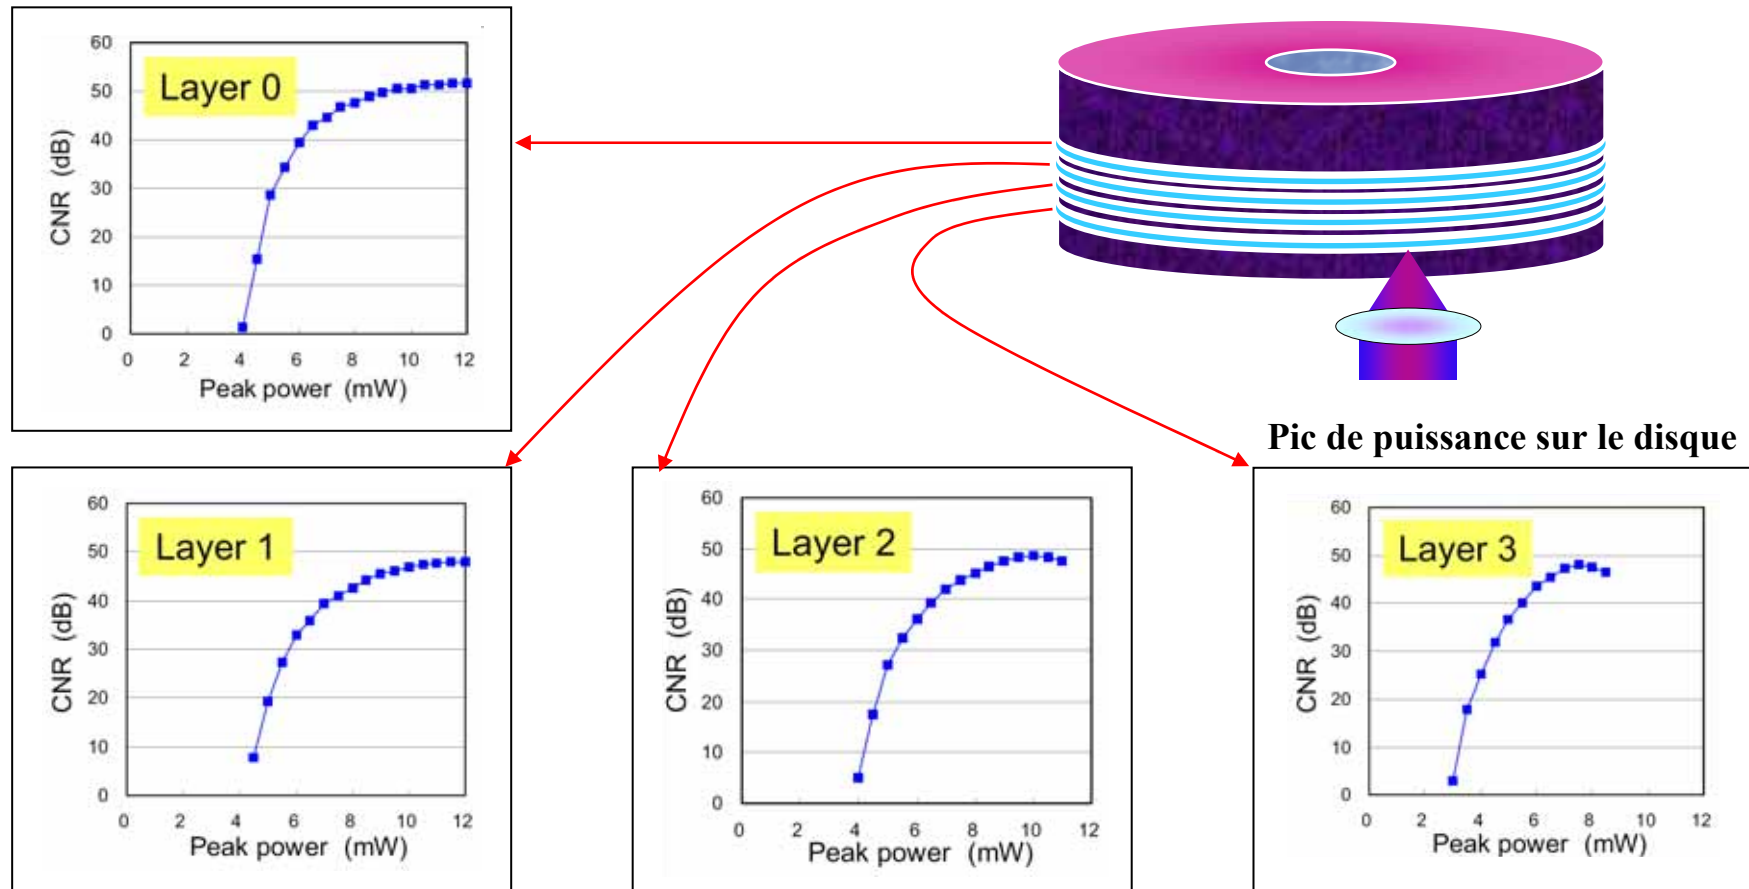 60
50
40
30
20
10
0
CNR (dB)
Layer 0
0 2 4 6 8 10 12
Peak power (mW)
Pic de puissance sur le disque
60
50
40
30
20
10
0
CNR (dB)
Layer 1
0 2 4 6 8 10 12
Peak power (mW)
60
50
40
30
20
10
0
CNR (dB)
Layer 2
0 2 4 6 8 10 12
Peak power (mW)
60
50
40
30
20
10
0
CNR (dB)
Layer 3
0 2 4 6 8 10 12
Peak power (mW)